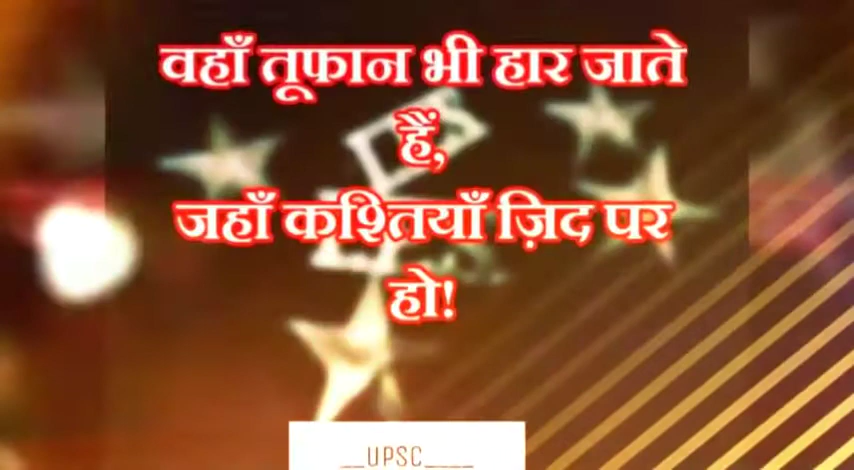 वहाँ तूफान भी हार जाते
हैं,
जहाँ कश्तियाँ ज़िद पर
हो!
__UPSC____